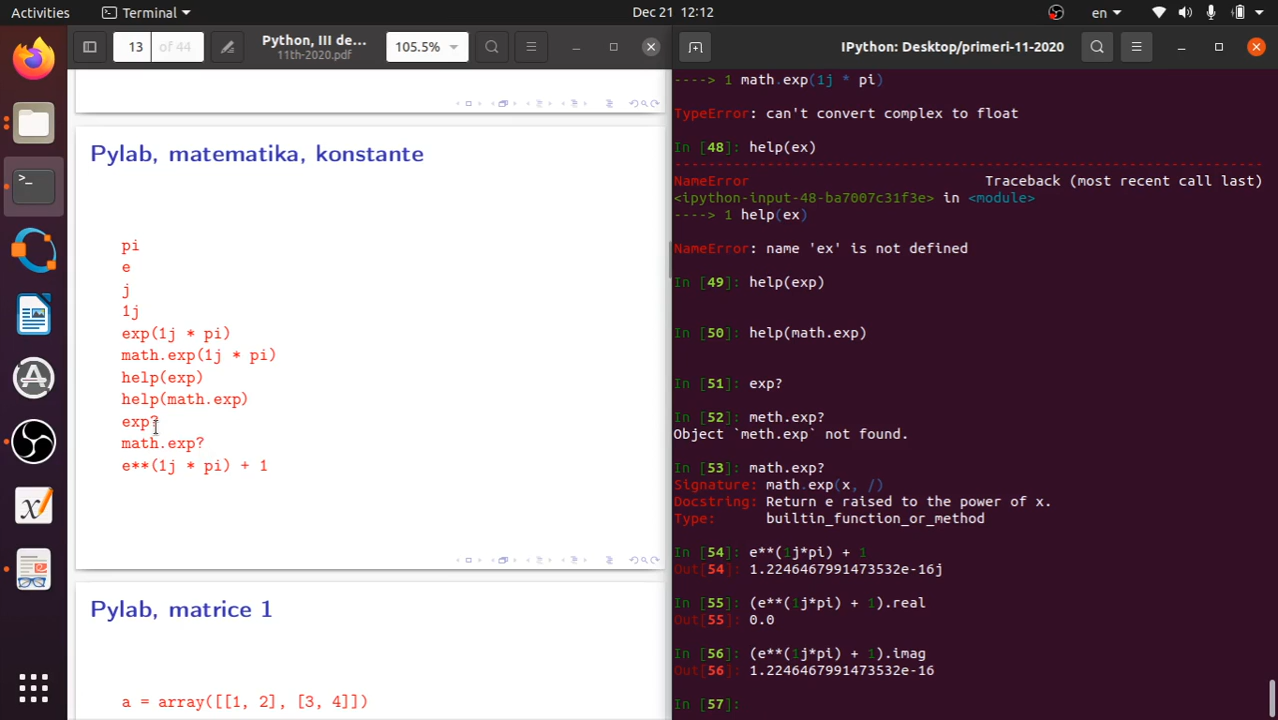 Activities
Terminal
Dec 21 12:12
en
13 of 44
Python, III de...
11th-2020.pdf
105.5%
Pylab, matematika, konstante
pi
e
j
1j
exp(1j * pi)
math.exp(1j * pi)
help(exp)
help(math.exp)
exp?
math.exp?
e**(1j * pi) + 1
Pylab, matrice 1
a = array([[1, 2], [3, 4]])
IPython: Desktop/primeri-11-2020
----> 1 math.exp(1j * pi)
TypeError: can't convert complex to float
In [48]: help(ex)
---------------------------------------------------------------------------
NameError                                 Traceback (most recent call last)
<ipython-input-48-ba7007c31f3e> in <module>
----> 1 help(ex)
NameError: name 'ex' is not defined
In [49]: help(exp)
In [50]: help(math.exp)
In [51]: exp?
In [52]: meth.exp?
Object `meth.exp` not found.
In [53]: math.exp?
Signature: math.exp(x, /)
Docstring: Return e raised to the power of x.
Type:      builtin_function_or_method
In [54]: e**(1j*pi) + 1
Out[54]: 1.2246467991473532e-16j
In [55]: (e**(1j*pi) + 1).real
Out[55]: 0.0
In [56]: (e**(1j*pi) + 1).imag
Out[56]: 1.2246467991473532e-16
In [57]: